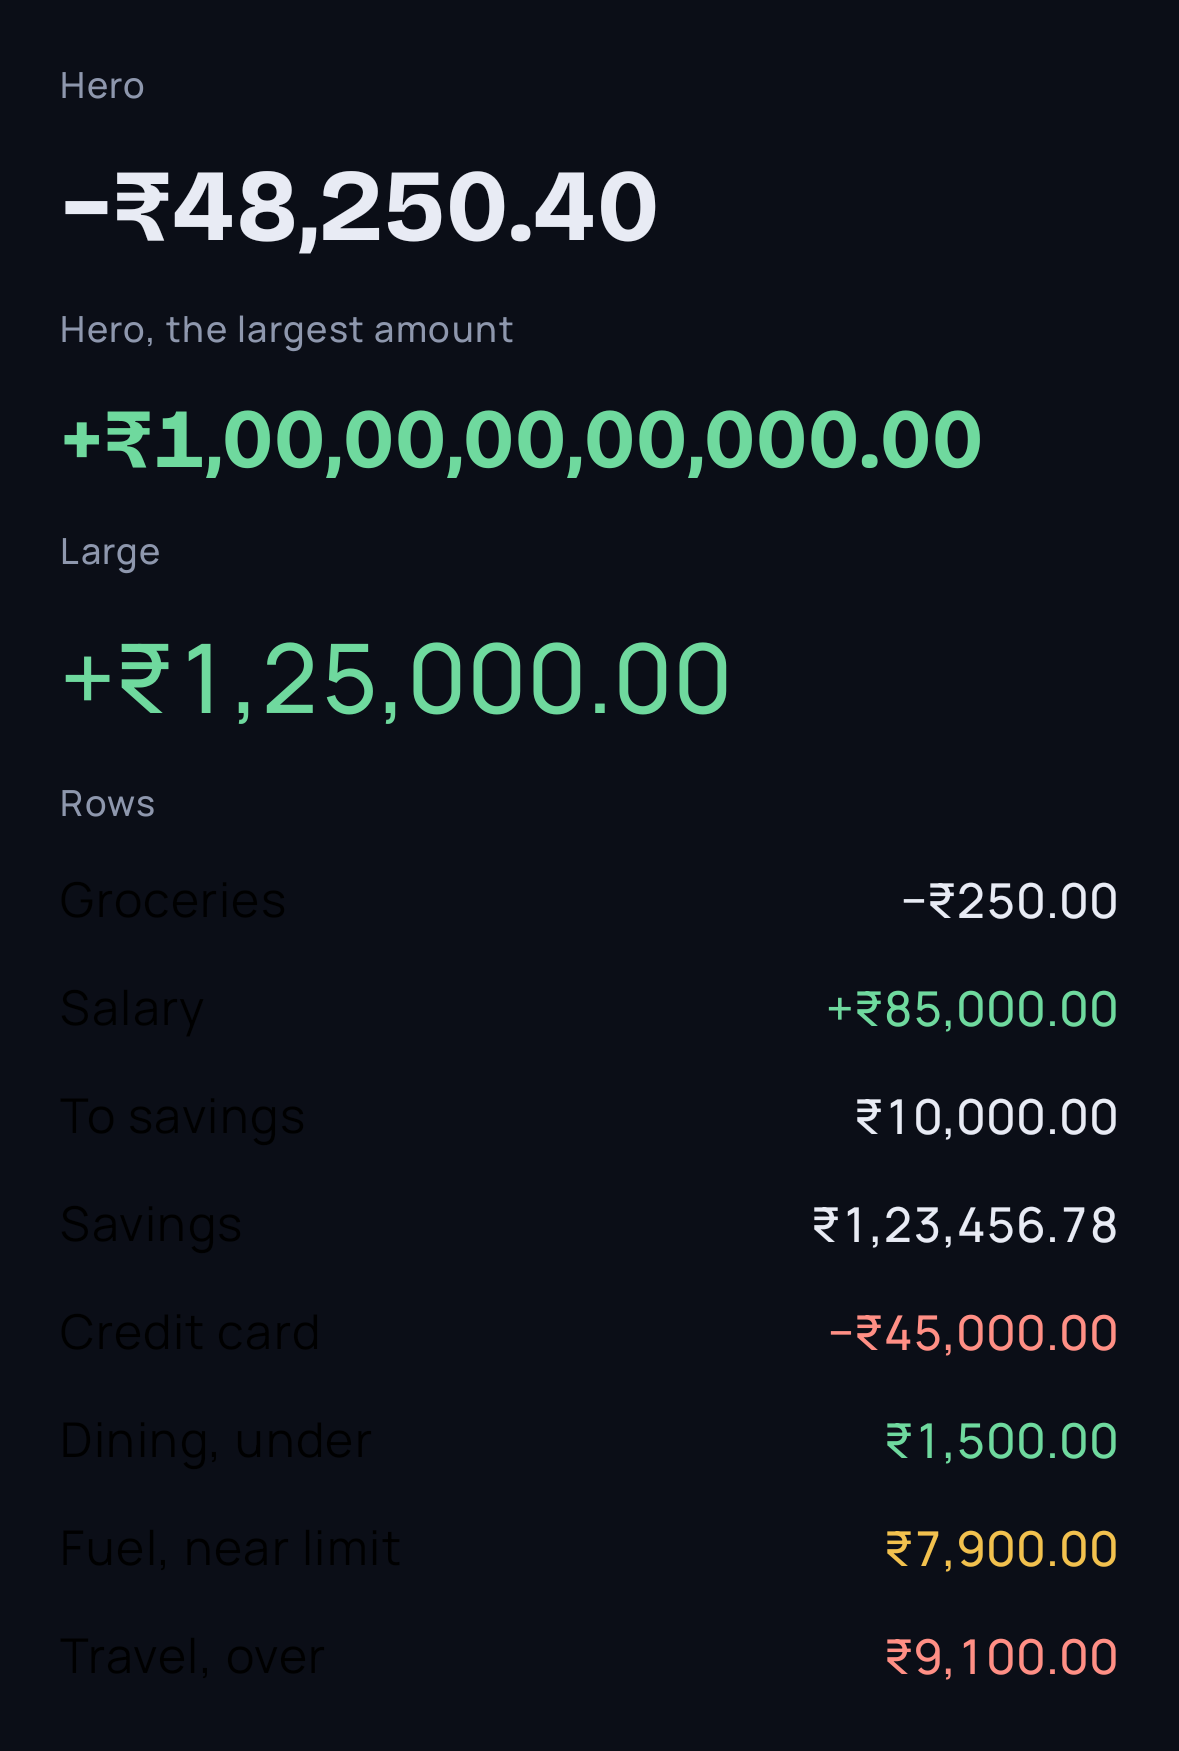 Hero
−₹48,250.40
Hero, the largest amount
+₹1,00,00,00,00,000.00
Large
+₹1,25,000.00
Rows
Groceries −₹250.00
Salary +₹85,000.00
To savings ₹10,000.00
Savings ₹1,23,456.78
Credit card −₹45,000.00
Dining, under ₹1,500.00
Fuel, near limit ₹7,900.00
Travel, over ₹9,100.00